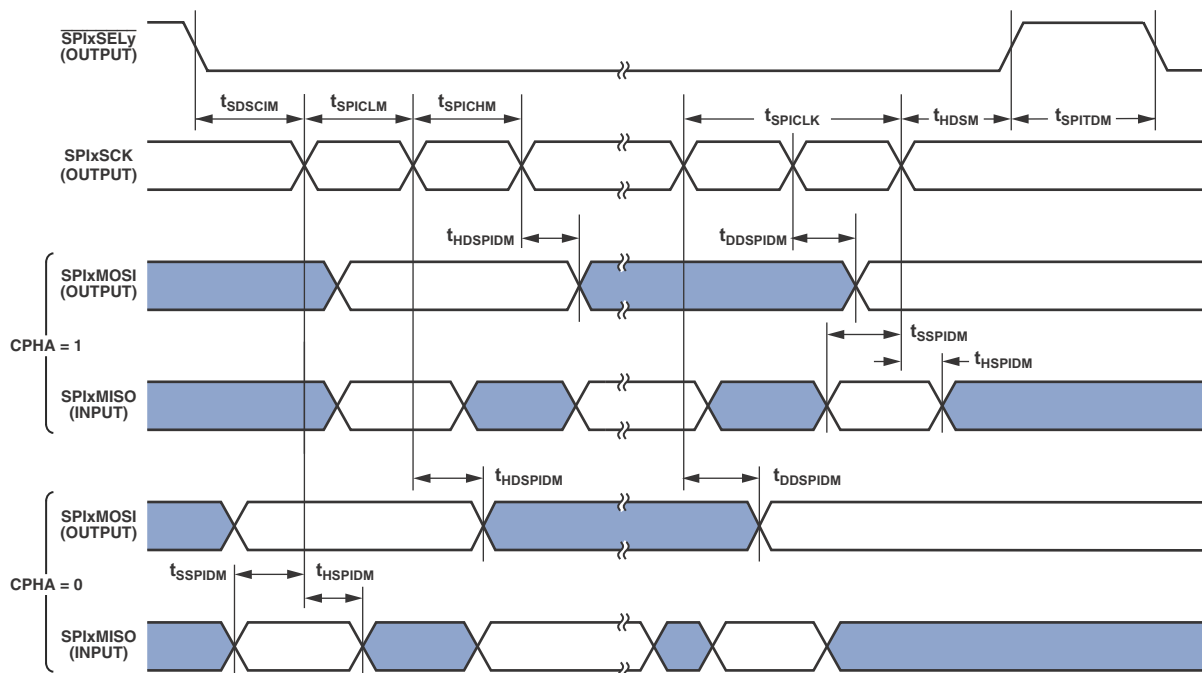 SPIxSELy
(OUTPUT)
tSDSCIM tSPICLM tSPICHM tSPICLK tHDSM tSPITDM
SPIxSCK
(OUTPUT)
tHDSPIDM tDDSPIDM
SPIxMOSI
(OUTPUT)
tSSPIDM
CPHA = 1
tHSPIDM
SPIxMISO
(INPUT)
tHDSPIDM tDDSPIDM
SPIxMOSI
(OUTPUT)
tSSPIDM tHSPIDM
CPHA = 0
SPIxMISO
(INPUT)